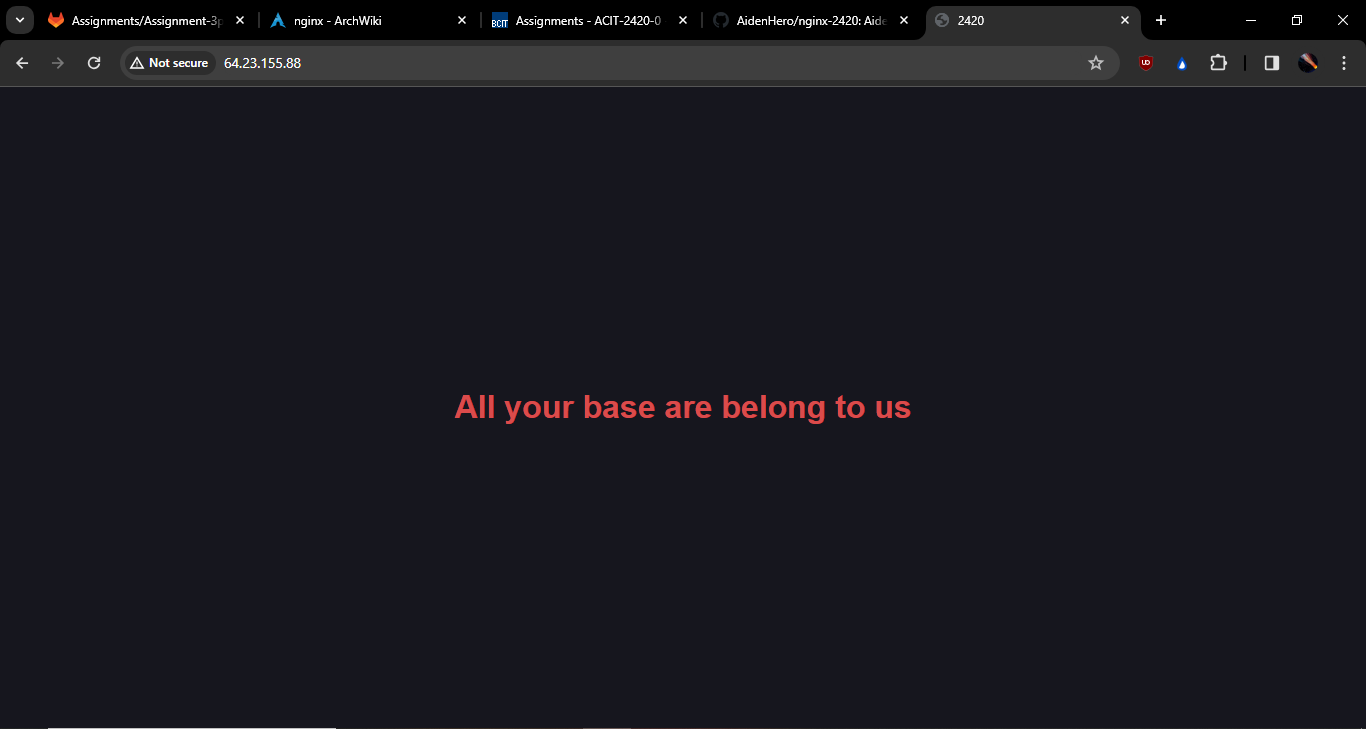 Assignments/Assignment-3p
nginx - ArchWiki
BCIT
Assignments - ACIT-2420-0
AidenHero/nginx-2420: Aide
2420
Not secure
64.23.155.88
UD
All your base are belong to us